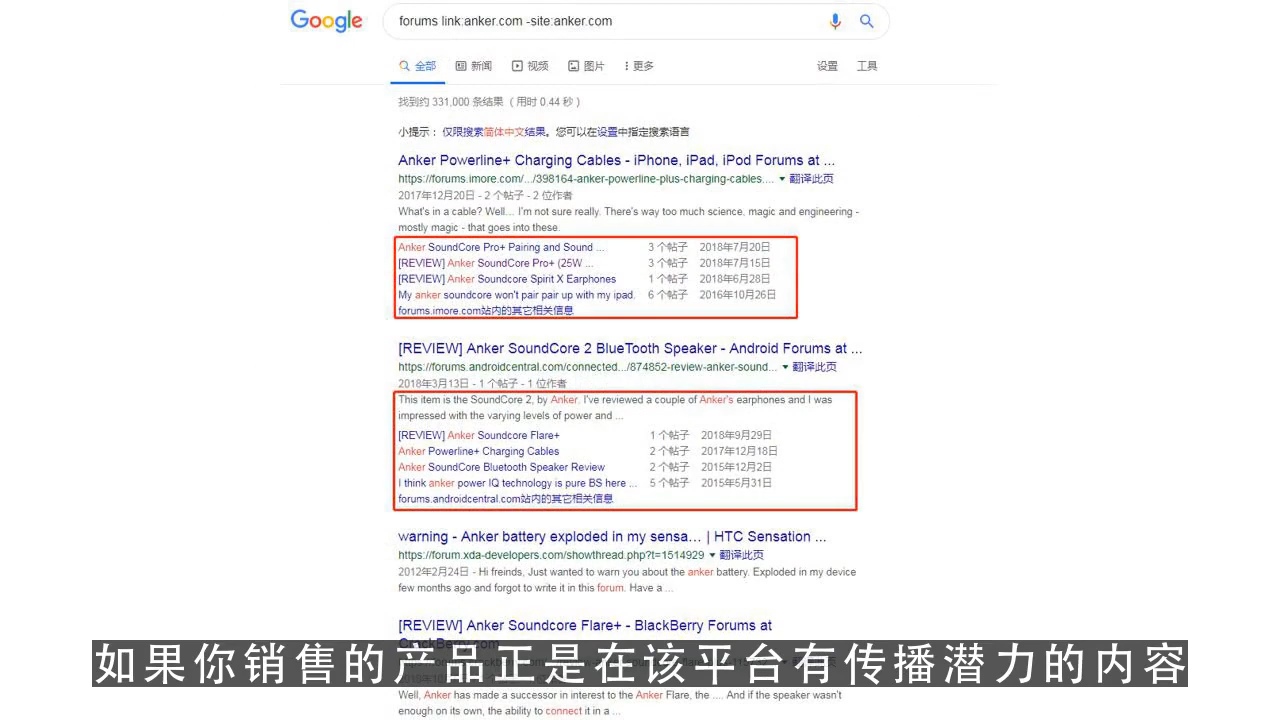 Google
forums link:anker.com -site:anker.com
全部 新闻 视频 图片 更多 设置 工具
找到约 331,000 条结果 （用时 0.44 秒）
小提示： 仅限搜索简体中文结果。您可以在设置中指定搜索语言
Anker Powerline+ Charging Cables - iPhone, iPad, iPod Forums at ...
https://forums.imore.com/.../398164-anker-powerline-plus-charging-cables.... 翻译此页
2017年12月20日 - 2 个帖子 - 2 位作者
What's in a cable? Well... I'm not sure really. There's way too much science, magic and engineering -
mostly magic - that goes into these.
Anker SoundCore Pro+ Pairing and Sound ... 3 个帖子 2018年7月20日
[REVIEW] Anker SoundCore Pro+ (25W ... 3 个帖子 2018年7月15日
[REVIEW] Anker Soundcore Spirit X Earphones 1 个帖子 2018年6月28日
My anker soundcore won't pair pair up with my ipad. 6 个帖子 2016年10月26日
forums.imore.com站内的其它相关信息
[REVIEW] Anker SoundCore 2 BlueTooth Speaker - Android Forums at ...
https://forums.androidcentral.com/connected.../874852-review-anker-sound... 翻译此页
2018年3月13日 - 1 个帖子 - 1 位作者
This item is the SoundCore 2, by Anker. I've reviewed a couple of Anker's earphones and I was
impressed with the varying levels of power and ...
[REVIEW] Anker Soundcore Flare+ 1 个帖子 2018年9月29日
Anker Powerline+ Charging Cables 2 个帖子 2017年12月18日
Anker SoundCore Bluetooth Speaker Review 2 个帖子 2015年12月2日
I think anker power IQ technology is pure BS here ... 5 个帖子 2015年5月31日
forums.androidcentral.com站内的其它相关信息
warning - Anker battery exploded in my sensa... | HTC Sensation ...
https://forum.xda-developers.com/showthread.php?t=1514929 翻译此页
2012年2月24日 - Hi freinds, Just wanted to warn you about the anker battery. Exploded in my device
few months ago and forgot to write it in this forum. Have a ...
[REVIEW] Anker Soundcore Flare+ - BlackBerry Forums at
CrackBerry.com
如果你销售的产品正是在该平台有传播潜力的内容
Well, Anker has made a successor in interest to the Anker Flare, the .... And if the speaker wasn't
enough on its own, the ability to connect it in a ...